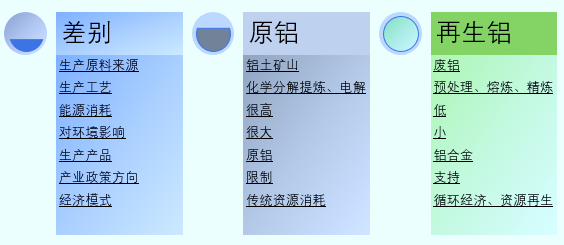 差别
生产原料来源
生产工艺
能源消耗
对环境影响
生产产品
产业政策方向
经济模式
原铝
铝土矿山
化学分解提炼、电解
很高
很大
原铝
限制
传统资源消耗
再生铝
废铝
预处理、熔炼、精炼
低
小
铝合金
支持
循环经济、资源再生